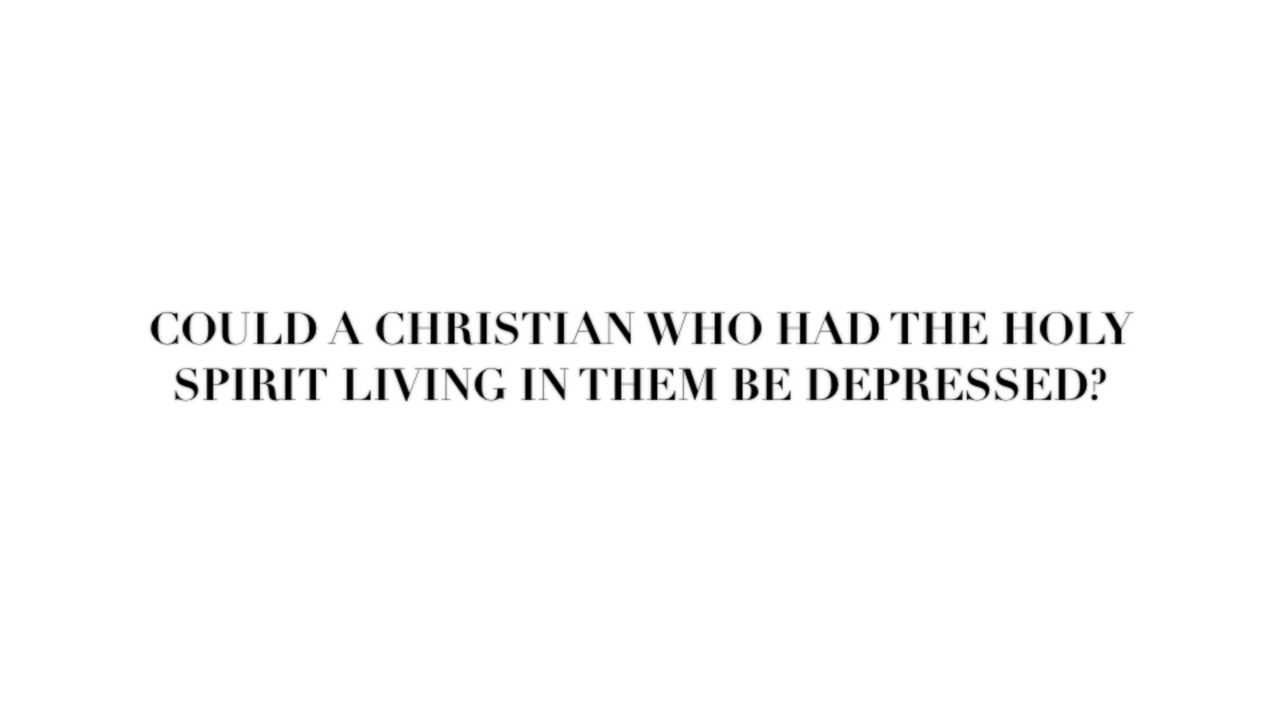 COULD A CHRISTIAN WHO HAD THE HOLY
SPIRIT LIVING IN THEM BE DEPRESSED?